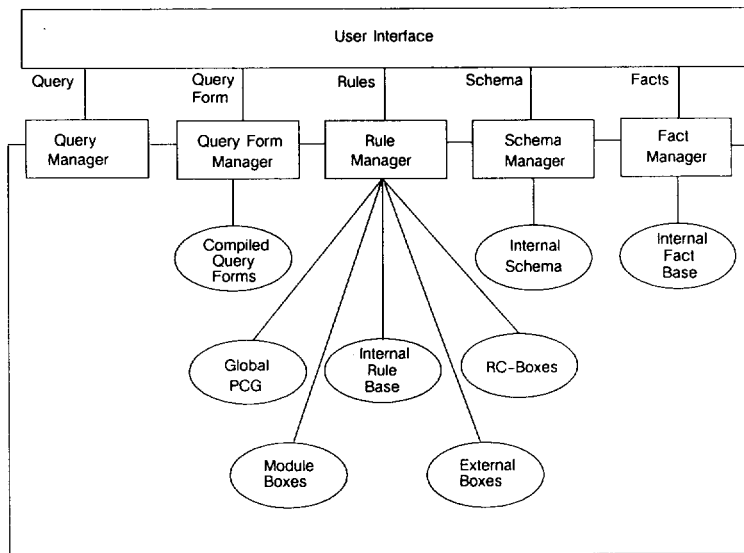 User Interface
Query
Query
Form
Rules
Schema
Facts
Query
Manager
Query Form
Manager
Rule
Manager
Schema
Manager
Fact
Manager
Compiled
Query
Forms
Internal
Schema
Internal
Fact
Base
Global
PCG
Internal
Rule
Base
RC-Boxes
Module
Boxes
External
Boxes